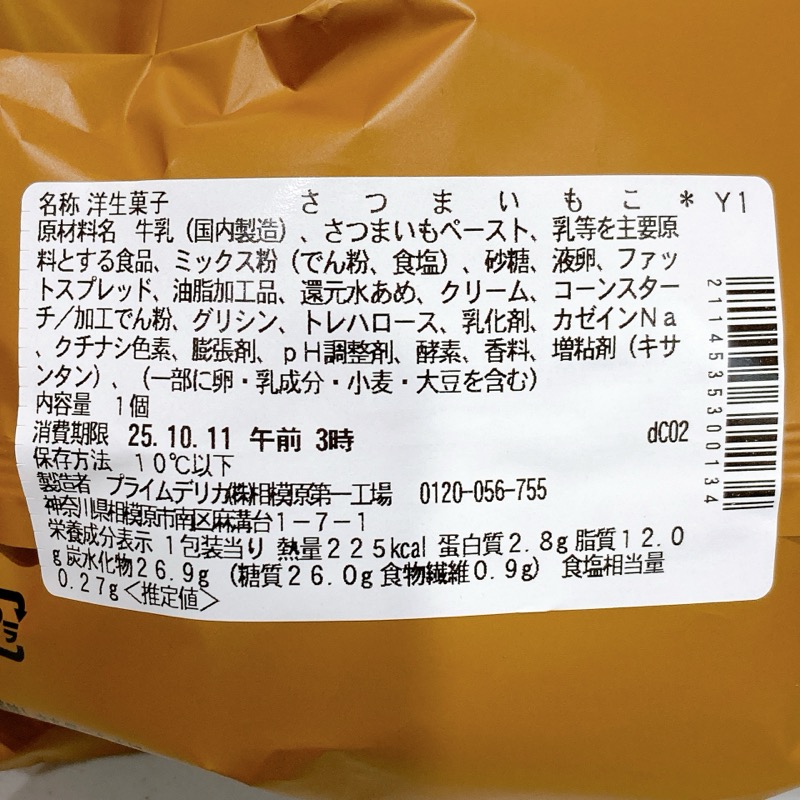 名称 洋生菓子 さつまいもこ * Y1
原材料名 牛乳（国内製造）、さつまいもペースト、乳等を主要原
料とする食品、ミックス粉（でん粉、食塩）、砂糖、液卵、ファッ
トスプレッド、油脂加工品、還元水あめ、クリーム、コーンスター
チ／加工でん粉、グリシン、トレハロース、乳化剤、カゼインＮａ
、クチナシ色素、膨張剤、ｐＨ調整剤、酵素、香料、増粘剤（キサ
ンタン）、（一部に卵・乳成分・小麦・大豆を含む）
内容量 1個
消費期限 25.10.11 午前 3時 dC02
保存方法 10℃以下
製造者 プライムデリカ㈱相模原第一工場 0120-056-755
神奈川県相模原市南区麻溝台1－7－1
栄養成分表示 1包装当り 熱量225kcal 蛋白質2.8g 脂質12.0
g 炭水化物26.9g （糖質26.0g 食物繊維0.9g） 食塩相当量
0.27g＜推定値＞
2114535300134
プラ